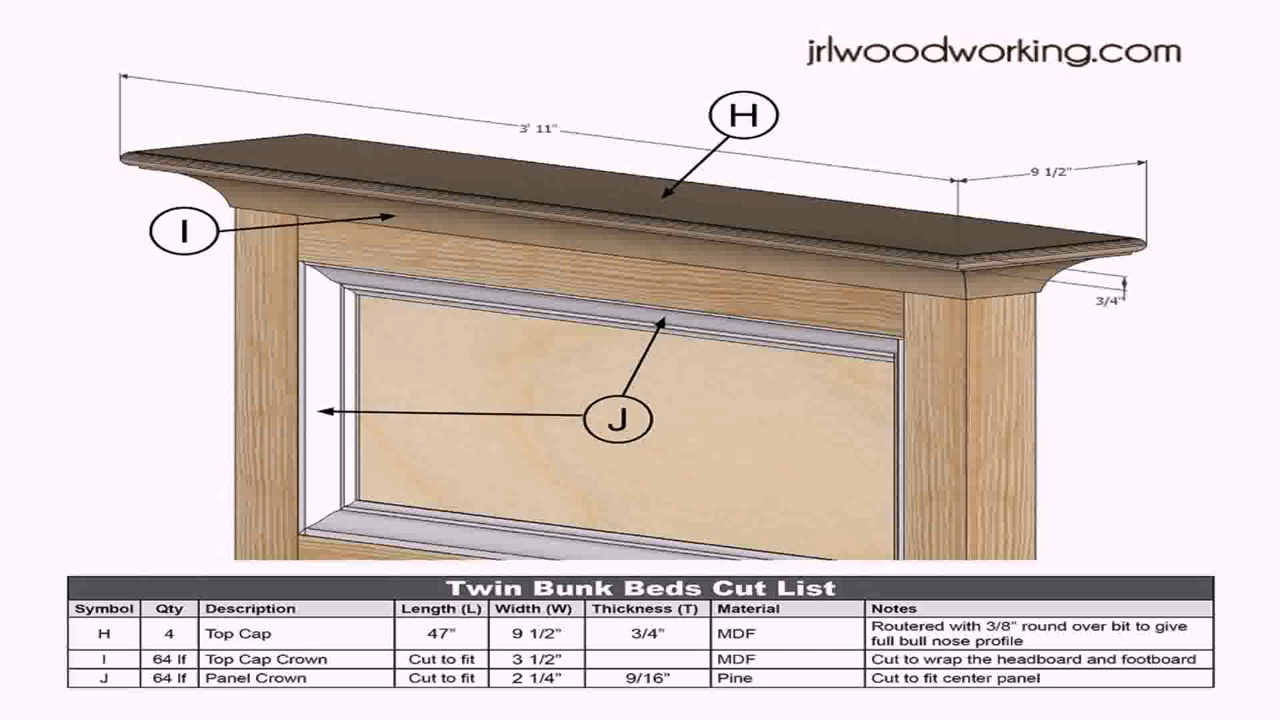 jrlwoodworking.com
3' 11"
H
9 1/2"
I
3/4"
J
Twin Bunk Beds Cut List
Symbol Qty Description Length (L) Width (W) Thickness (T) Material Notes
H 4 Top Cap 47” 9 1/2” 3/4” MDF Routered with 3/8” round over bit to give
full bull nose profile
I 64 lf Top Cap Crown Cut to fit 3 1/2” MDF Cut to wrap the headboard and footboard
J 64 lf Panel Crown Cut to fit 2 1/4” 9/16” Pine Cut to fit center panel